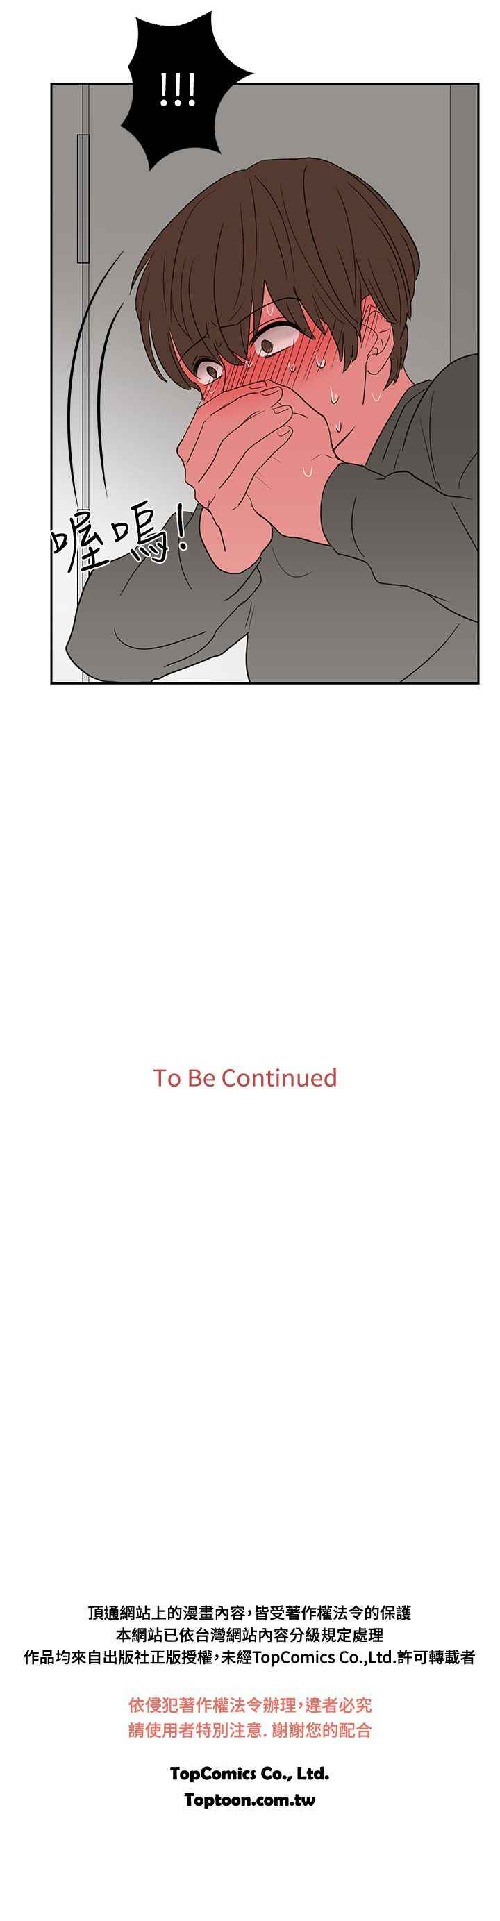 !!!
喔嗚!
To Be Continued
頂通網站上的漫畫內容，皆受著作權法令的保護
本網站已依台灣網站內容分級規定處理
作品均來自出版社正版授權，未經TopComics Co.,Ltd.許可轉載者
依侵犯著作權法令辦理，違者必究
請使用者特別注意. 謝謝您的配合
TopComics Co., Ltd.
Toptoon.com.tw